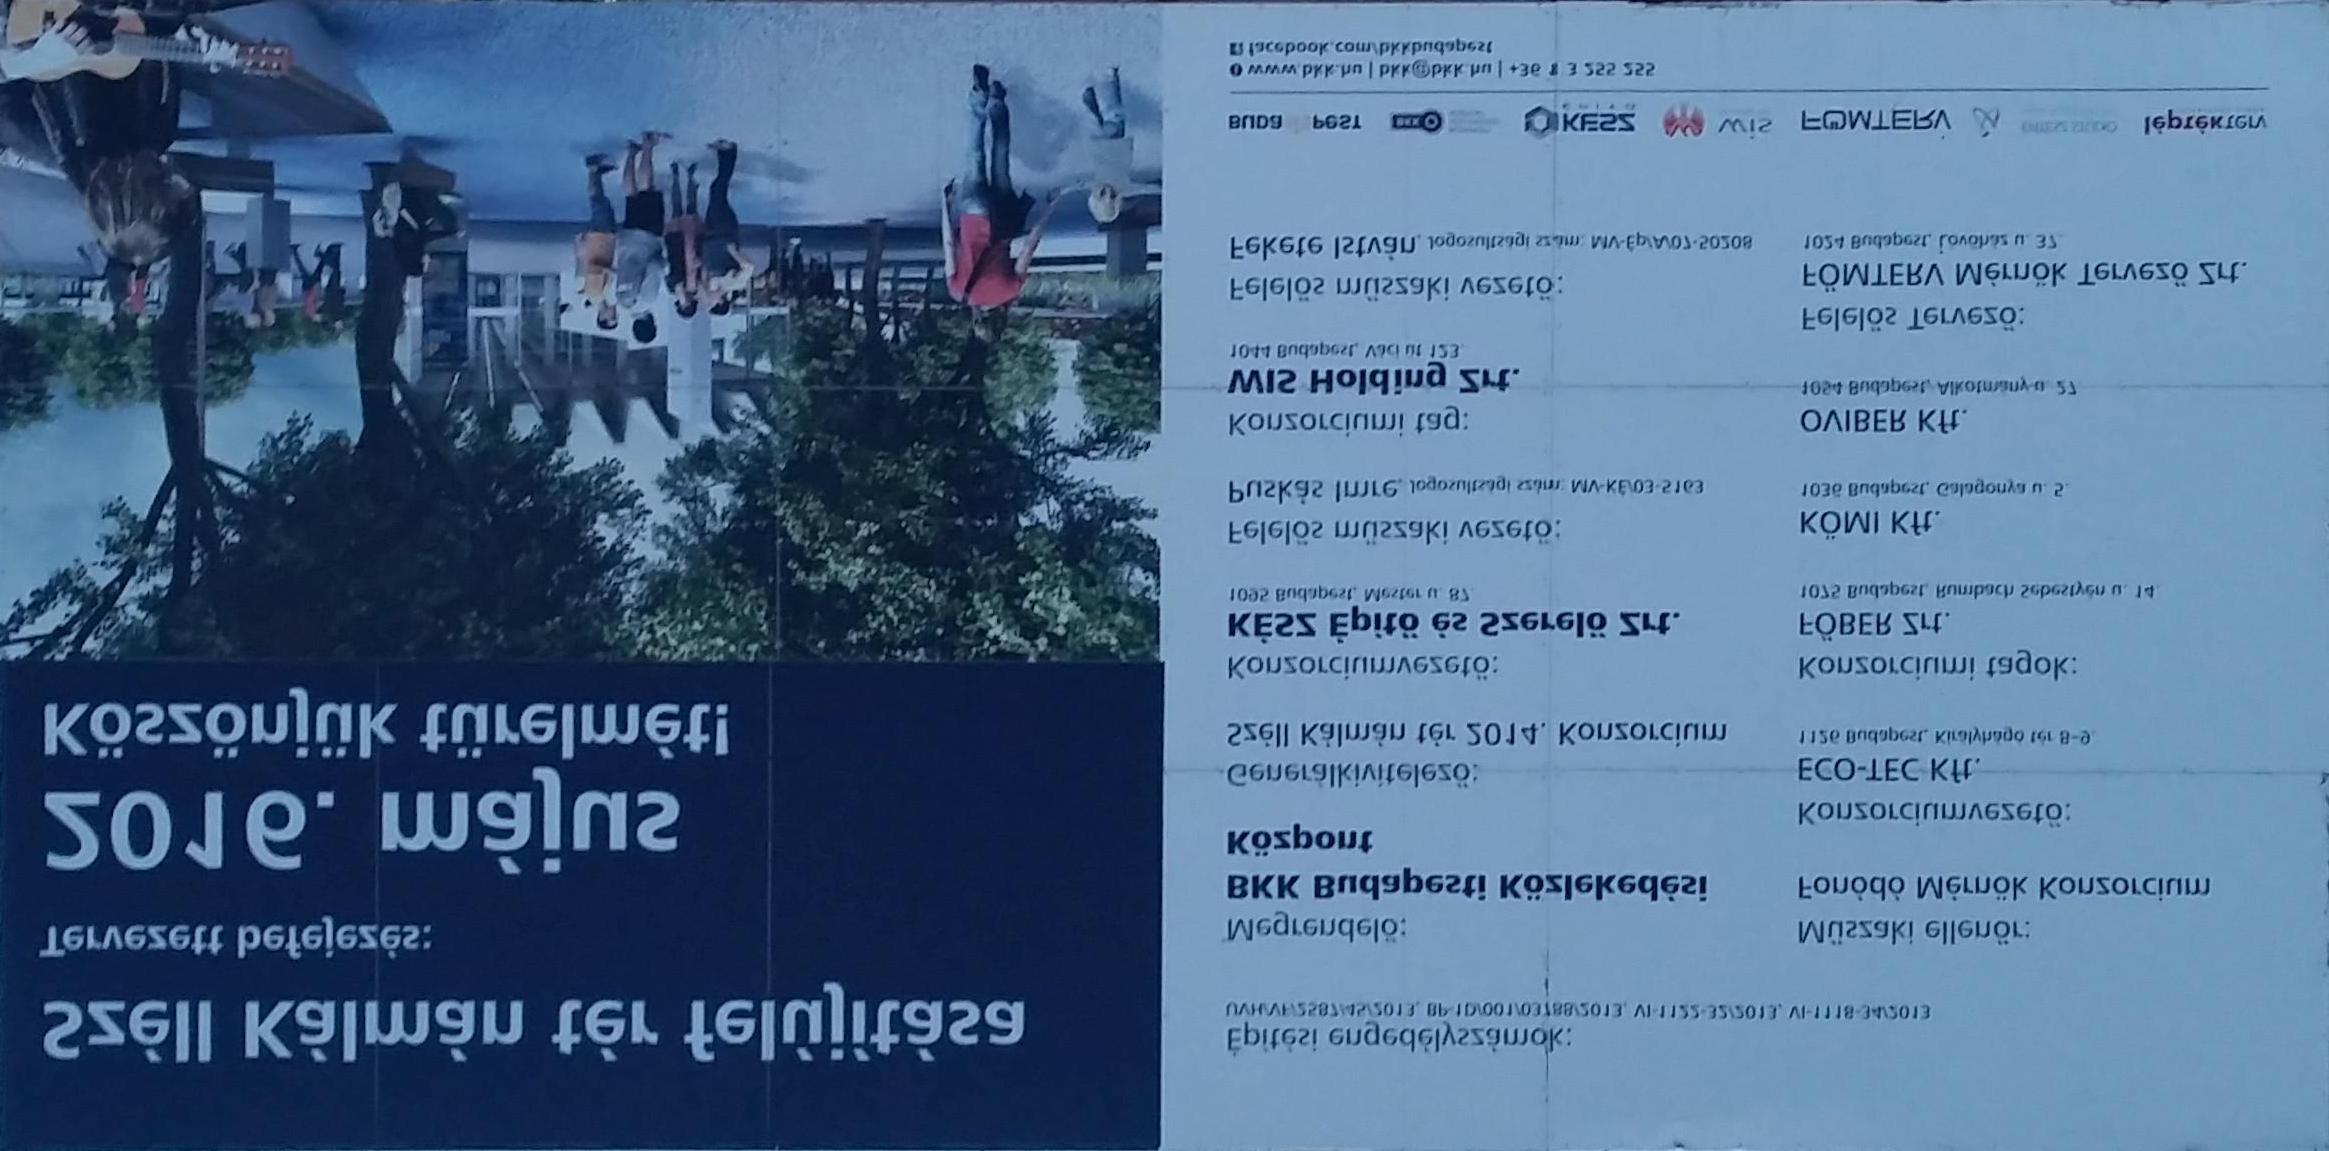 Széll Kálmán tér felújítása
Tervezett befejezés:
2016. május
Köszönjük türelmét!
Építési engedélyszámok:
UVH/VF/2587/45/2013, BP-1D/001/03788/2013, VI-1122-32/2013, VI-1118-34/2013
Megrendelő:
BKK Budapesti Közlekedési
Központ
Generálkivitelező:
Széll Kálmán tér 2014. Konzorcium
Konzorciumvezető:
KÉSZ Építő és Szerelő Zrt.
1095 Budapest, Mester u. 87.
Felelős műszaki vezető:
Puskás Imre, Jogosultsági szám: MV-KÉ/03-5163
Konzorciumi tag:
WIS Holding Zrt.
1044 Budapest, Váci út 123.
Felelős műszaki vezető:
Fekete István, Jogosultsági szám: MV-Ép/A/07-50208
Műszaki ellenőr:
Fonódó Mérnök Konzorcium
Konzorciumvezető:
ECO-TEC Kft.
1126 Budapest, Királyhágó tér 8-9.
Konzorciumi tagok:
FŐBER Zrt.
1075 Budapest, Rumbach Sebestyén u. 14.
KÖMI Kft.
1036 Budapest, Galagonya u. 5.
OVIBER Kft.
1054 Budapest, Alkotmány u. 27
Felelős Tervező:
FŐMTERV Mérnök Tervező Zrt.
1024 Budapest, Lövőház u. 37.
BUDAPEST BKK KÉSZ WIS FŐMTERV léptékterv
www.bkk.hu | bkk@bkk.hu | +36 1 3 255 255
facebook.com/bkkbudapest